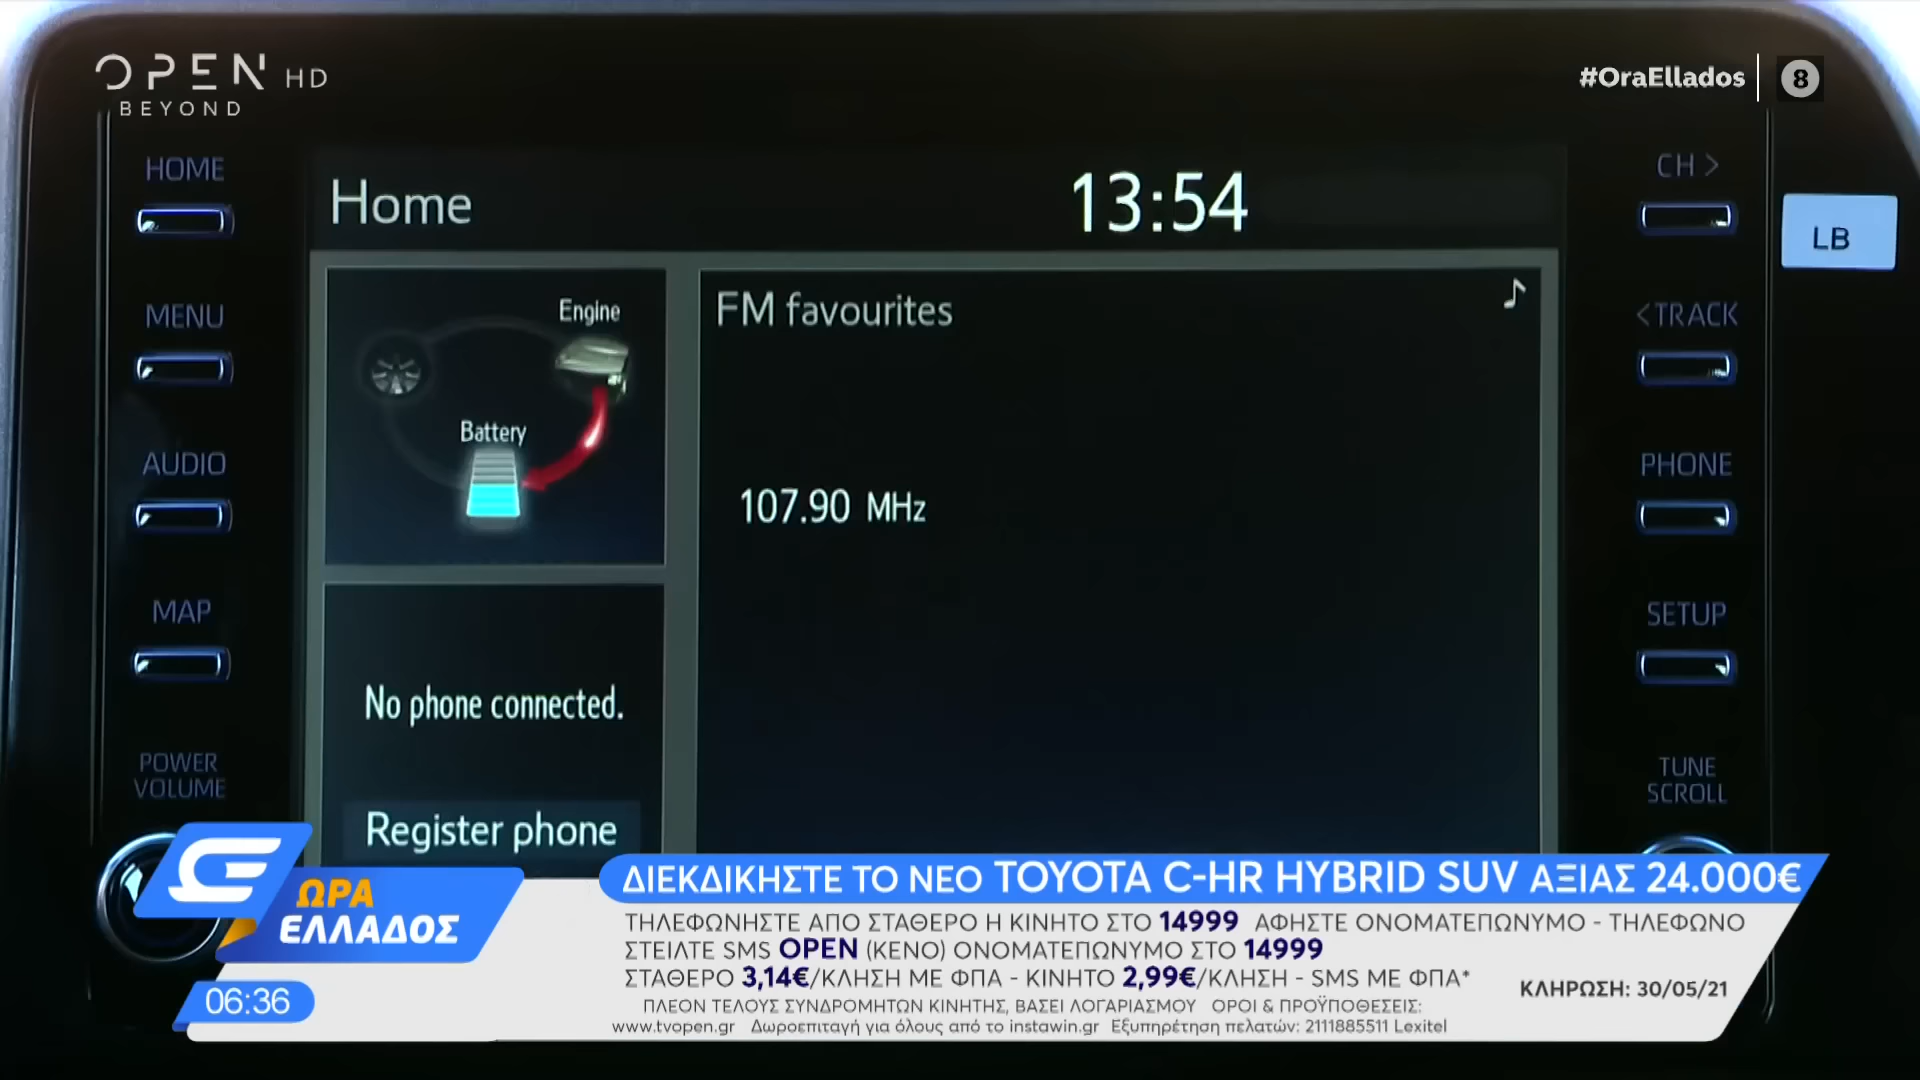 OPEN HD
BEYOND
#OraEllados
8
HOME
CH >
Home
13:54
LB
MENU
<TRACK
Engine
FM favourites
Battery
AUDIO
PHONE
107.90 MHz
MAP
SETUP
No phone connected.
POWER
VOLUME
TUNE
SCROLL
Register phone
ΔΙΕΚΔΙΚΗΣΤΕ ΤΟ ΝΕΟ TOYOTA C-HR HYBRID SUV ΑΞΙΑΣ 24.000€
ΩΡΑ
ΕΛΛΑΔΟΣ
ΤΗΛΕΦΩΝΗΣΤΕ ΑΠΟ ΣΤΑΘΕΡΟ Η ΚΙΝΗΤΟ ΣΤΟ 14999 ΑΦΗΣΤΕ ΟΝΟΜΑΤΕΠΩΝΥΜΟ - ΤΗΛΕΦΩΝΟ
ΣΤΕΙΛΤΕ SMS OPEN (ΚΕΝΟ) ΟΝΟΜΑΤΕΠΩΝΥΜΟ ΣΤΟ 14999
ΣΤΑΘΕΡΟ 3,14€/ΚΛΗΣΗ ΜΕ ΦΠΑ - ΚΙΝΗΤΟ 2,99€/ΚΛΗΣΗ - SMS ΜΕ ΦΠΑ*
ΚΛΗΡΩΣΗ: 30/05/21
06:36
ΠΛΕΟΝ ΤΕΛΟΥΣ ΣΥΝΔΡΟΜΗΤΩΝ ΚΙΝΗΤΗΣ, ΒΑΣΕΙ ΛΟΓΑΡΙΑΣΜΟΥ ΟΡΟΙ & ΠΡΟΫΠΟΘΕΣΕΙΣ:
www.tvopen.gr Δωροεπιταγή για όλους από το instawin.gr Εξυπηρέτηση πελατών: 2111885511 Lexitel